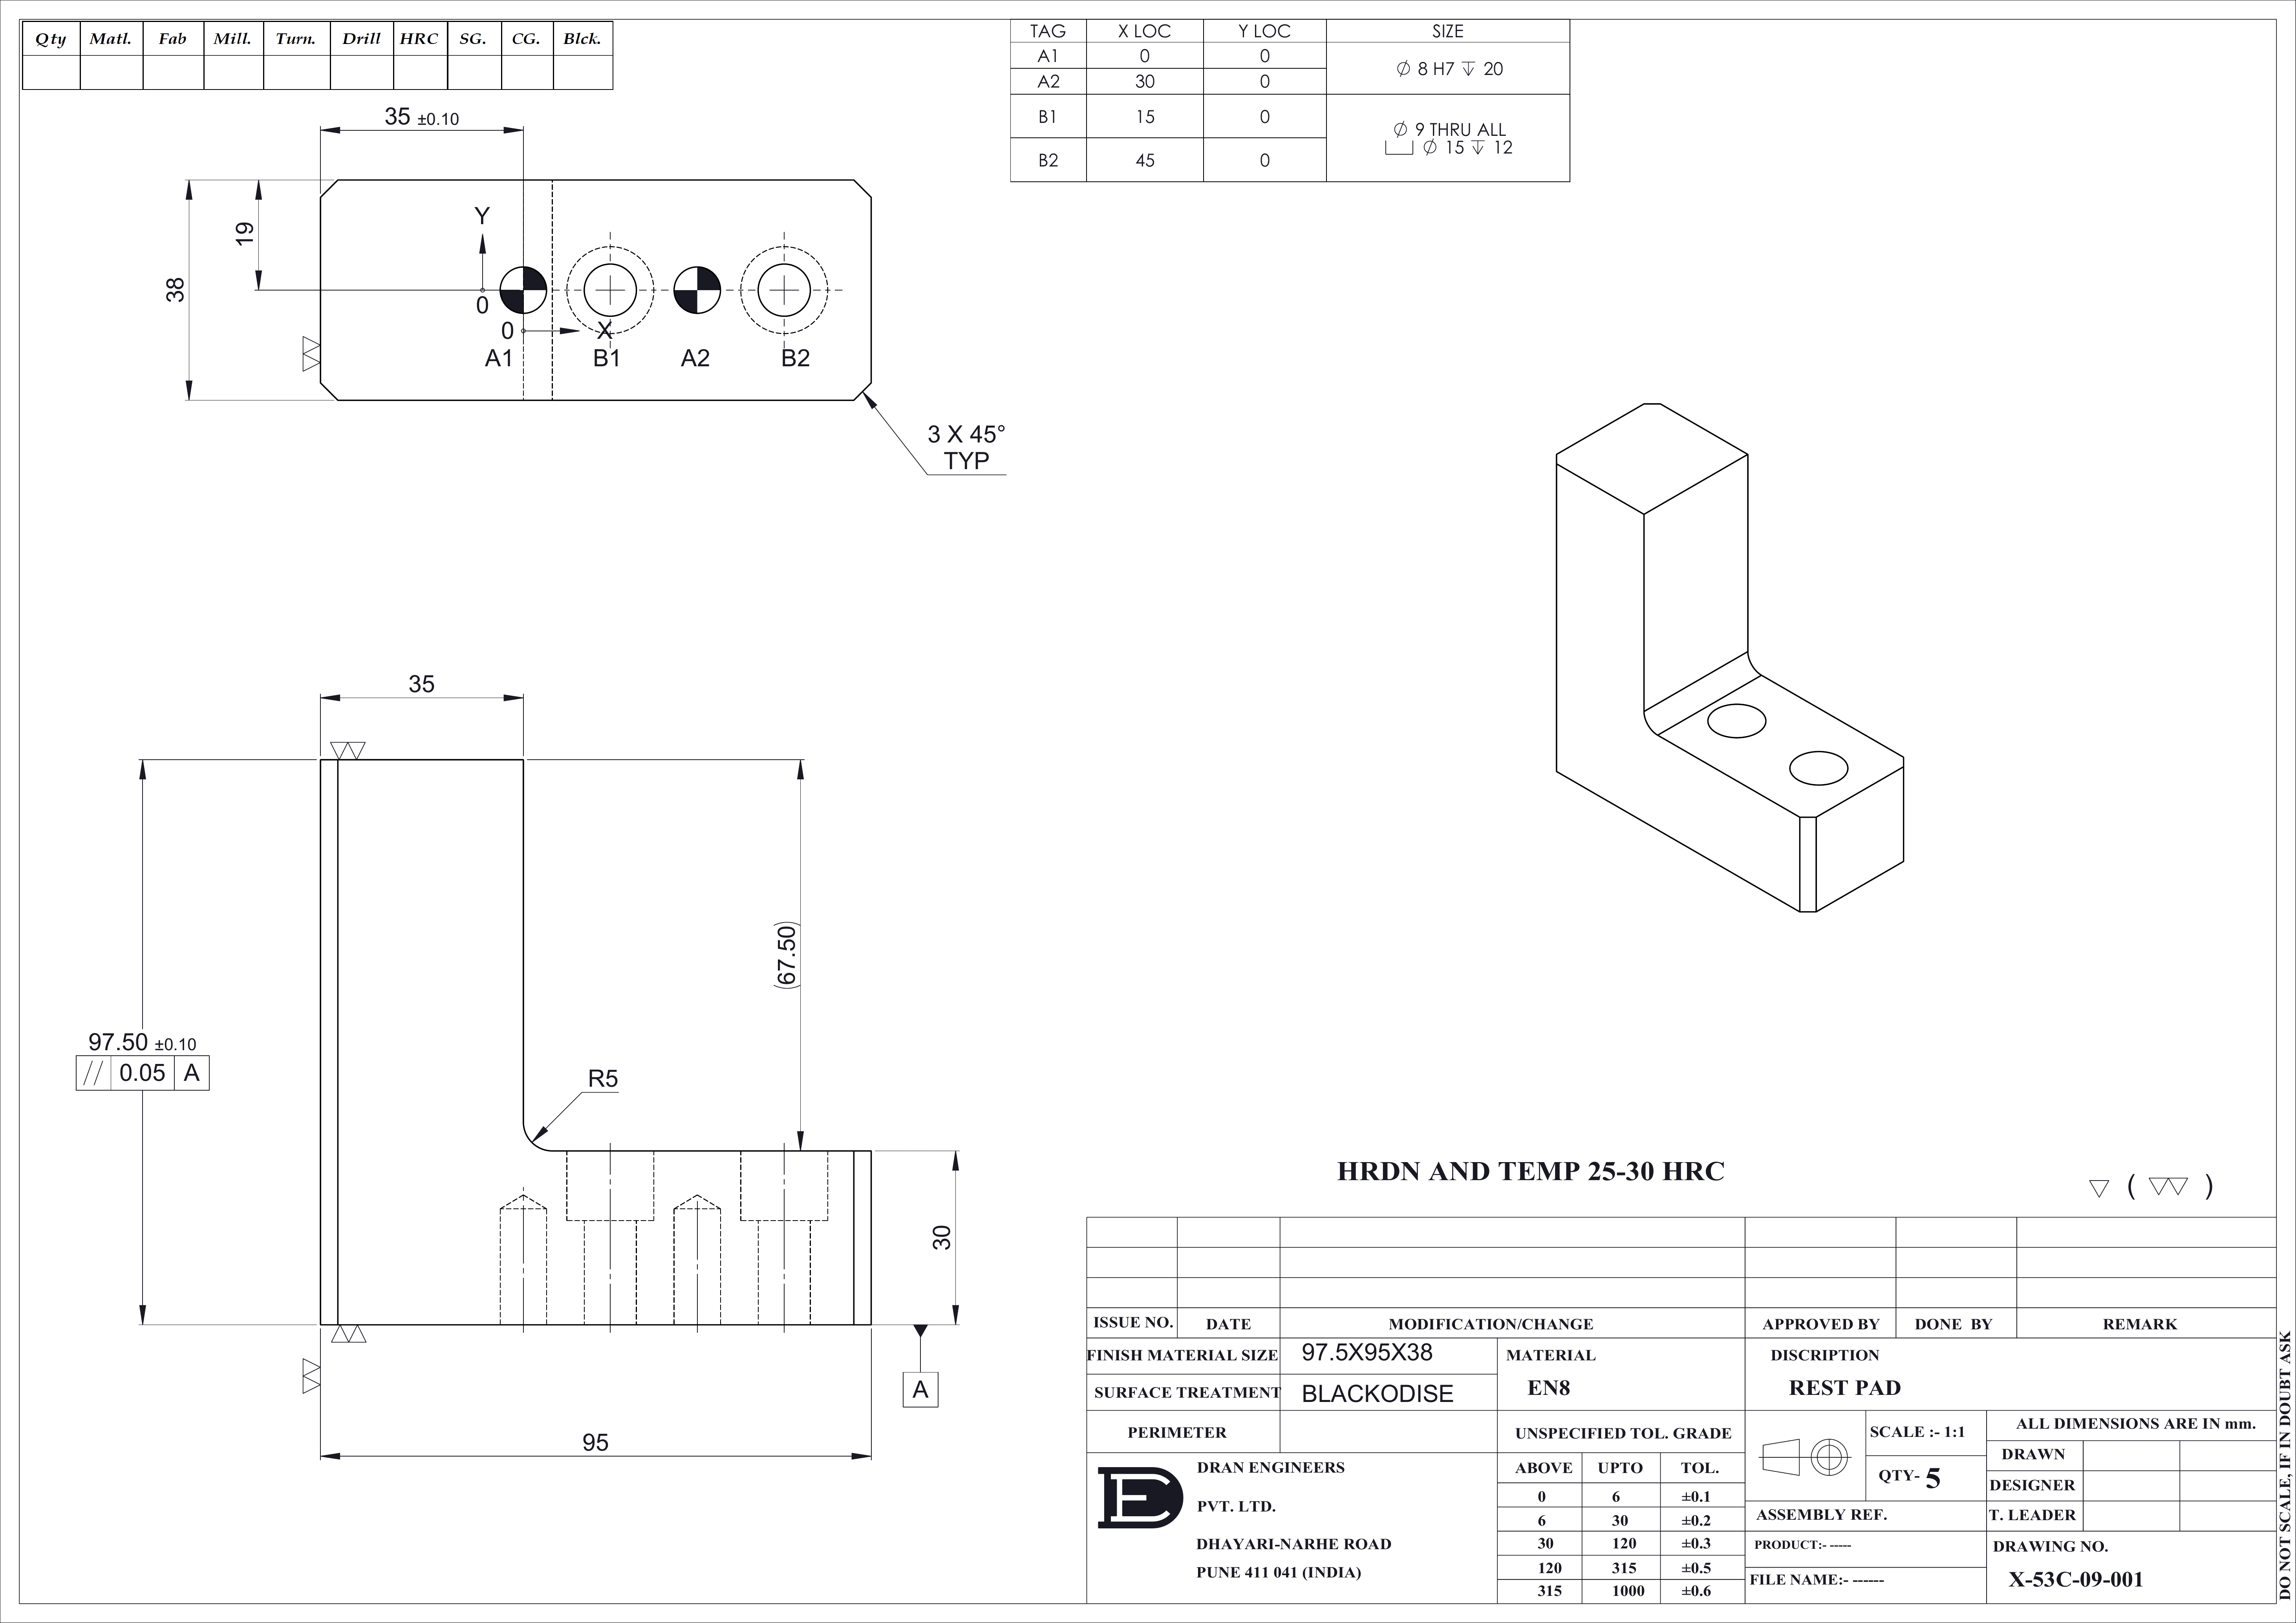 Qty Matl. Fab Mill. Turn. Drill HRC SG. CG. Blck.
TAG X LOC Y LOC SIZE
A1 0 0 ∅ 8 H7 ↧ 20
A2 30 0
B1 15 0 ∅ 9 THRU ALL
⌴ ∅ 15 ↧ 12
B2 45 0
35 ±0.10
19
38
Y
0
0 X
A1 B1 A2 B2
3 X 45°
TYP
35
(67.50)
97.50 ±0.10
// 0.05 A
R5
30
A
95
HRDN AND TEMP 25-30 HRC
( )
ISSUE NO. DATE MODIFICATION/CHANGE APPROVED BY DONE BY REMARK
FINISH MATERIAL SIZE 97.5X95X38
SURFACE TREATMENT BLACKODISE
MATERIAL
EN8
DISCRIPTION
REST PAD
PERIMETER
UNSPECIFIED TOL. GRADE
ABOVE UPTO TOL.
0 6 ±0.1
6 30 ±0.2
30 120 ±0.3
120 315 ±0.5
315 1000 ±0.6
DE
DRAN ENGINEERS
PVT. LTD.
DHAYARI-NARHE ROAD
PUNE 411 041 (INDIA)
SCALE :- 1:1
QTY- 5
ALL DIMENSIONS ARE IN mm.
DRAWN
DESIGNER
T. LEADER
ASSEMBLY REF.
PRODUCT:- -----
FILE NAME:- ------
DRAWING NO.
X-53C-09-001
DO NOT SCALE, IF IN DOUBT ASK